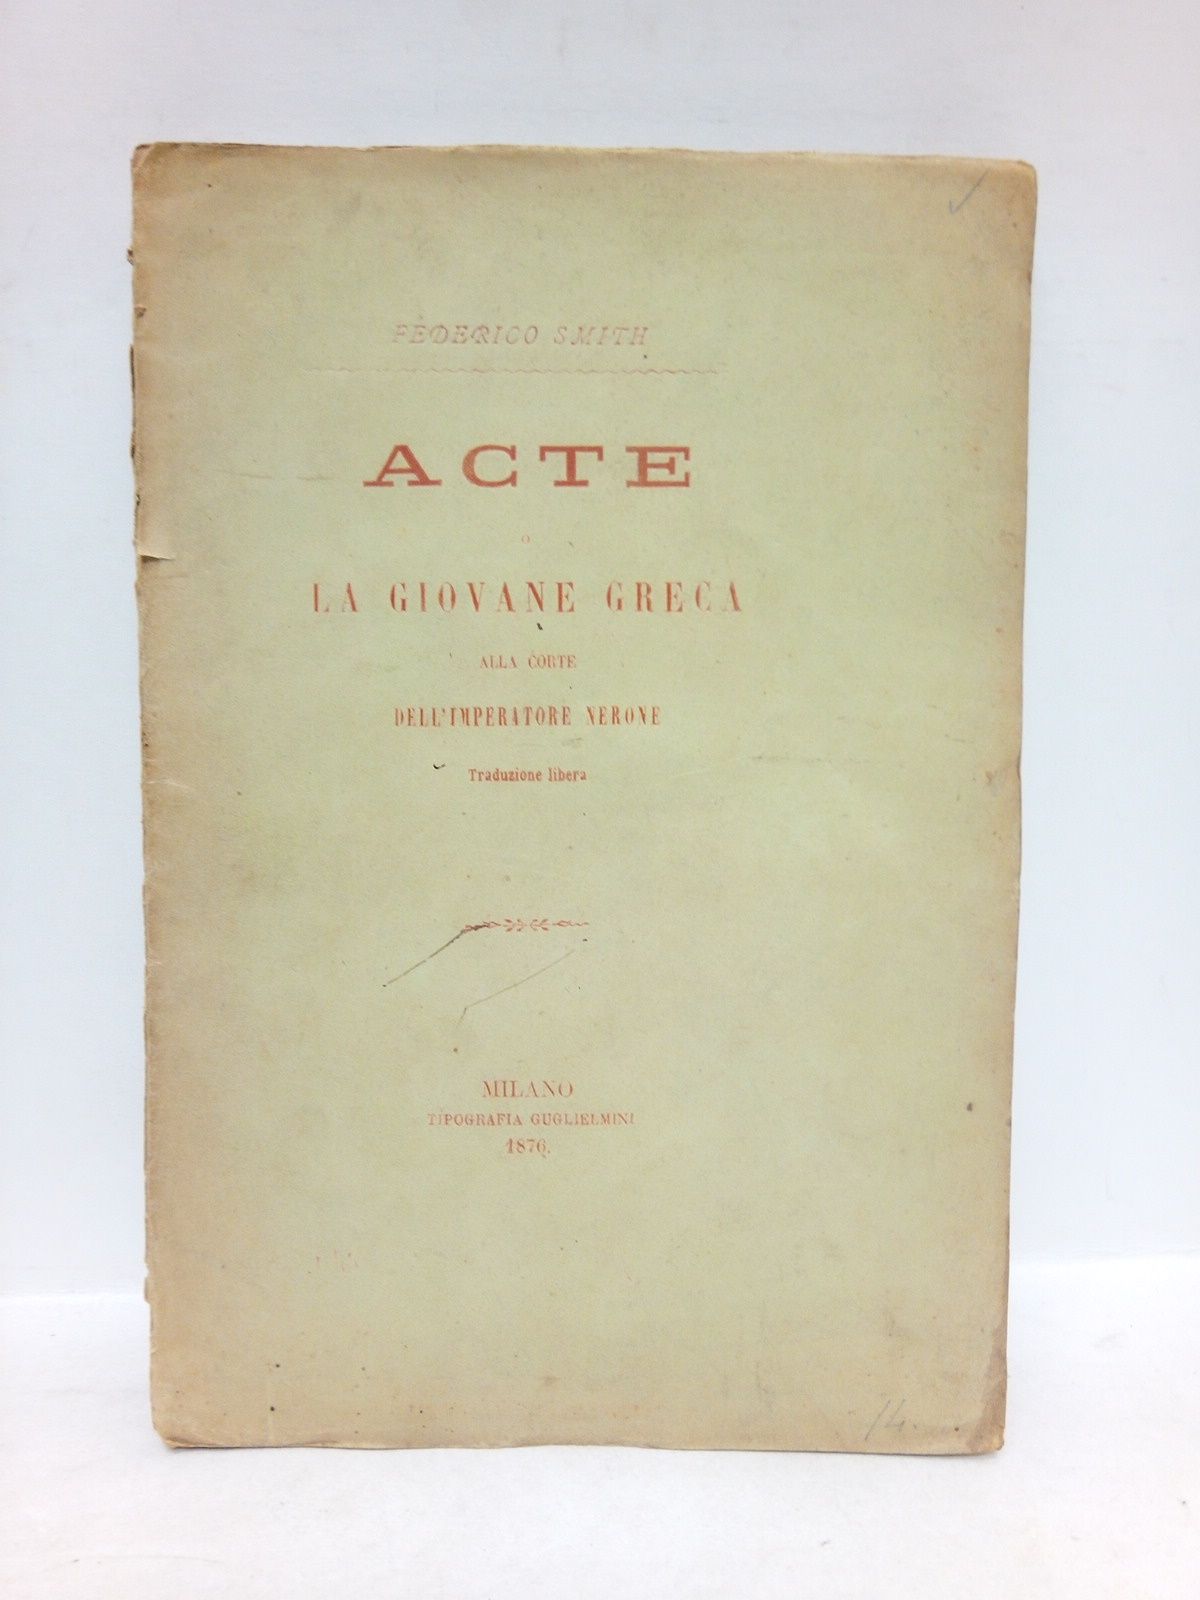 FEDERICO SMITH
ACTE
O
LA GIOVANE GRECA
ALLA CORTE
DELL'IMPERATORE NERONE
Traduzione libera
MILANO
TIPOGRAFIA GUGLIELMINI
1876.
14.